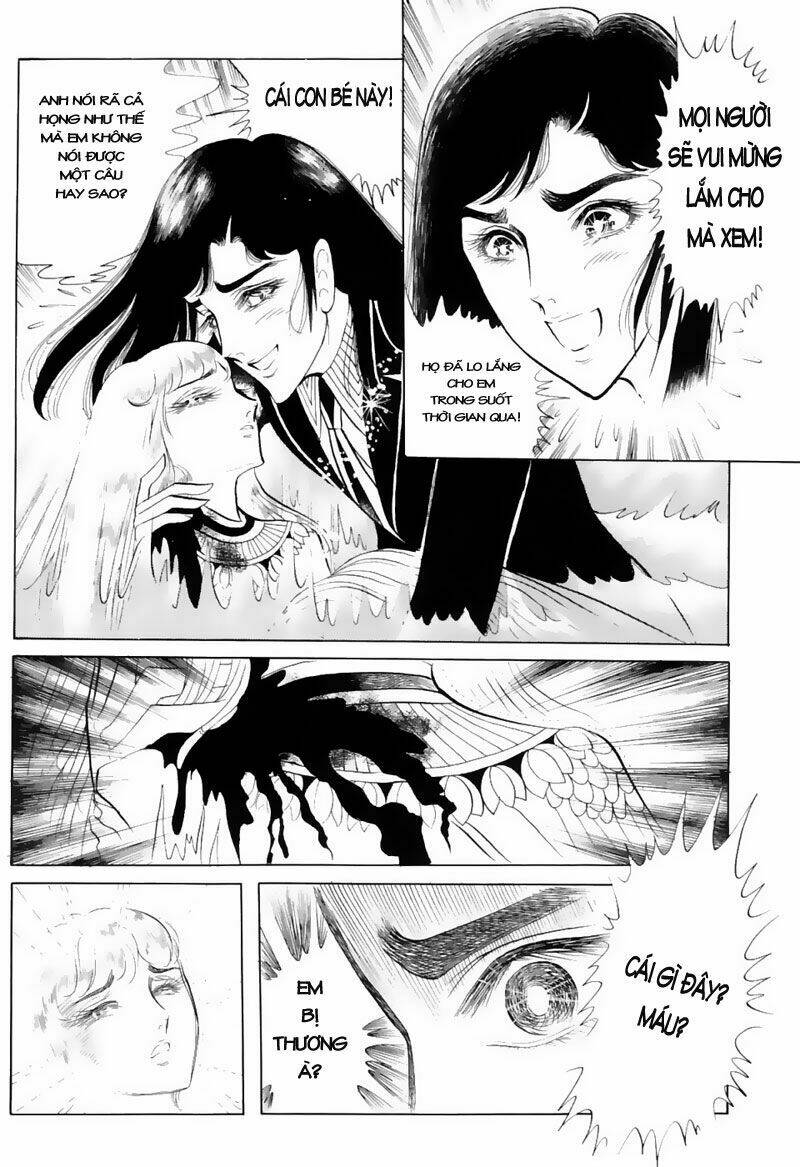 MỌI NGƯỜI
SẼ VUI MỪNG
LẮM CHO
MÀ XEM!
HỌ ĐÃ LO LẮNG
CHO EM
TRONG SUỐT
THỜI GIAN QUA!
CÁI CON BÉ NÀY!
ANH NÓI RÃ CẢ
HỌNG NHƯ THẾ
MÀ EM KHÔNG
NÓI ĐƯỢC
MỘT CÂU
HAY SAO?
CÁI GÌ ĐÂY?
MÁU?
EM
BỊ
THƯƠNG
À?